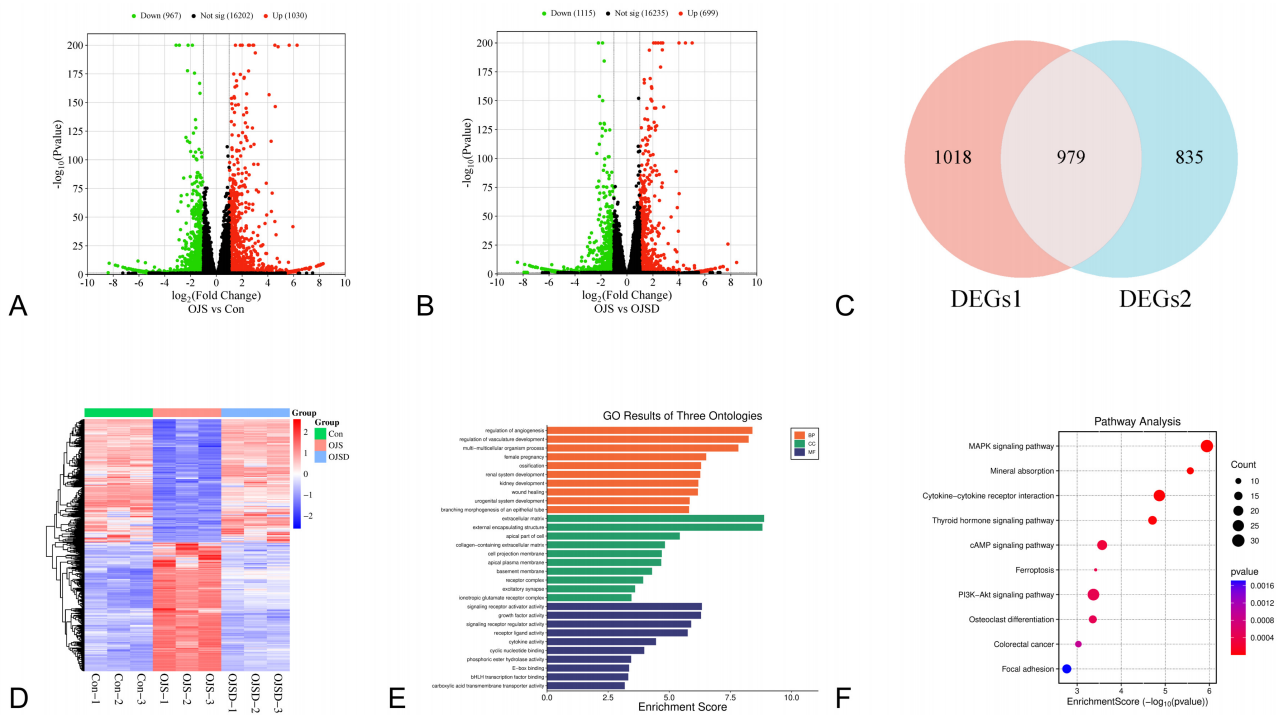 Down (967) Not sig (16202) Up (1030)
200
175
150
125
100
75
50
25
0
-log10(Pvalue)
-10 -8 -6 -4 -2 0 2 4 6 8 10
log2(Fold Change)
OJS vs Con
A
Down (1115) Not sig (16235) Up (699)
200
175
150
125
100
75
50
25
0
-log10(Pvalue)
-10 -8 -6 -4 -2 0 2 4 6 8 10
log2(Fold Change)
OJS vs OJSD
B
1018 979 835
DEGs1 DEGs2
C
Group
Group
Con
OJS
OJSD
2
1
0
−1
−2
Con-1
Con-2
Con-3
OJS-1
OJS-2
OJS-3
OJSD-1
OJSD-2
OJSD-3
D
GO Results of Three Ontologies
regulation of angiogenesis
regulation of vasculature development
multi−multicellular organism process
female pregnancy
ossification
renal system development
kidney development
wound healing
urogenital system development
branching morphogenesis of an epithelial tube
extracellular matrix
external encapsulating structure
apical part of cell
collagen−containing extracellular matrix
cell projection membrane
apical plasma membrane
basement membrane
receptor complex
excitatory synapse
ionotropic glutamate receptor complex
signaling receptor activator activity
growth factor activity
signaling receptor regulator activity
receptor ligand activity
cytokine activity
cyclic nucleotide binding
phosphoric ester hydrolase activity
E−box binding
bHLH transcription factor binding
carboxylic acid transmembrane transporter activity
0.0 2.5 5.0 7.5 10.0
Enrichment Score
BP
CC
MF
E
Pathway Analysis
MAPK signaling pathway
Mineral absorption
Cytokine−cytokine receptor interaction
Thyroid hormone signaling pathway
cAMP signaling pathway
Ferroptosis
PI3K−Akt signaling pathway
Osteoclast differentiation
Colorectal cancer
Focal adhesion
3 4 5 6
EnrichmentScore (−log10(pvalue))
Count
10
15
20
25
30
pvalue
0.0016
0.0012
0.0008
0.0004
F